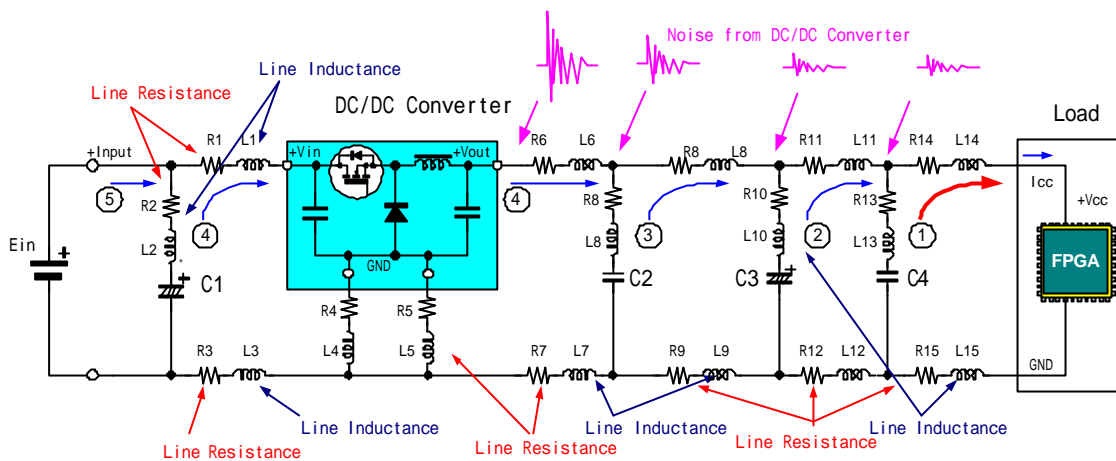 Noise from DC/DC Converter
Line Inductance
Line Resistance
DC/DC Converter
Load
R1
L1
R6
L6
R8
L8
R11
L11
R14
L14
+Input
+Vin
+Vout
Icc
+Vcc
5
R2
4
4
R8
3
R10
2
R13
1
L2
L8
L10
L13
Ein
+
+
C1
GND
C2
C3
+
C4
FPGA
R4
R5
L4
L5
R3
L3
R7
L7
R9
L9
R12
L12
R15
L15
GND
Line Resistance
Line Inductance
Line Resistance
Line Inductance
Line Resistance
Line Inductance